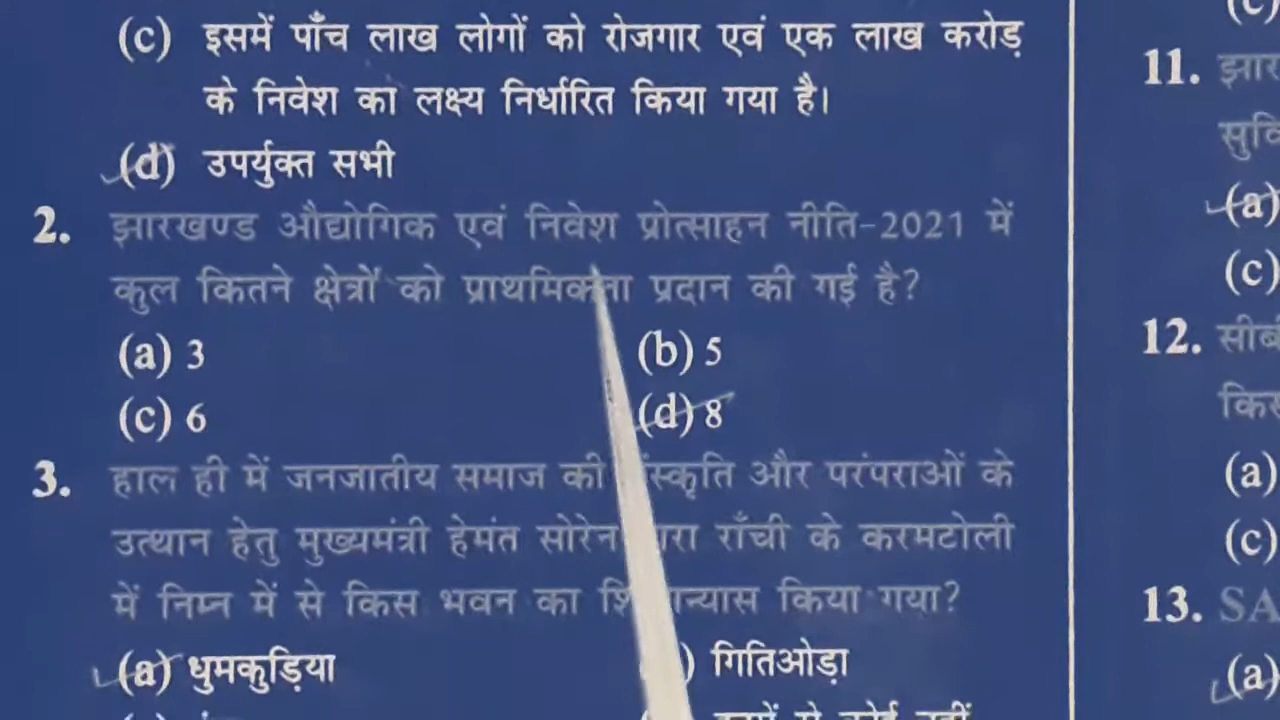 (c) इसमें पाँच लाख लोगों को रोजगार एवं एक लाख करोड़
के निवेश का लक्ष्य निर्धारित किया गया है।
(d) उपर्युक्त सभी
2. झारखण्ड औद्योगिक एवं निवेश प्रोत्साहन नीति-2021 में
कुल कितने क्षेत्रों को प्राथमिकता प्रदान की गई है?
(a) 3 (b) 5
(c) 6 (d) 8
3. हाल ही में जनजातीय समाज की संस्कृति और परंपराओं के
उत्थान हेतु मुख्यमंत्री हेमंत सोरेन द्वारा राँची के करमटोली
में निम्न में से किस भवन का शिलान्यास किया गया?
(a) धुमकुड़िया ) गितिओड़ा
(c)
11. झार
सुवि
(a)
(c)
12. सीब
किस
(a)
(c)
13. SA
(a)